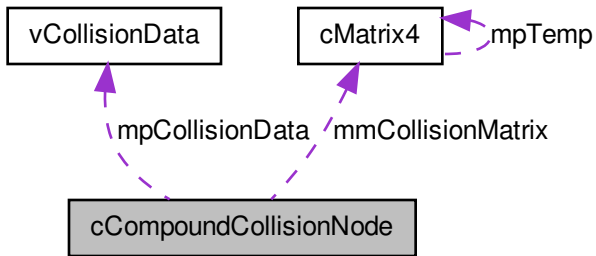 vCollisionData
cMatrix4
mpTemp
mpCollisionData
mmCollisionMatrix
cCompoundCollisionNode